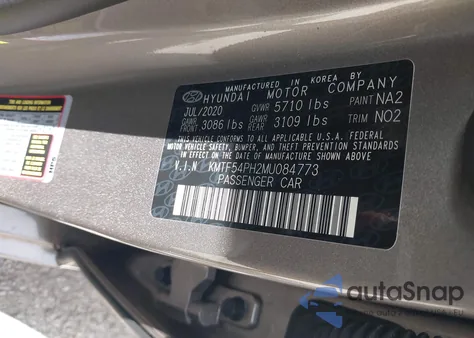 MANUFACTURED IN KOREA BY
HYUNDAI MOTOR COMPANY
JUL/2020 GVWR 5710 lbs PAINT NA2
GAWR FRONT 3086 lbs GAWR REAR 3109 lbs TRIM NO2
THIS VEHICLE CONFORMS TO ALL APPLICABLE U.S.A. FEDERAL
MOTOR VEHICLE SAFETY, BUMPER, AND THEFT PREVENTION
STANDARDS IN EFFECT ON THE DATE OF MANUFACTURE SHOWN ABOVE.
V.I.N KMTF54PH2MU084773
PASSENGER CAR
autoSnap